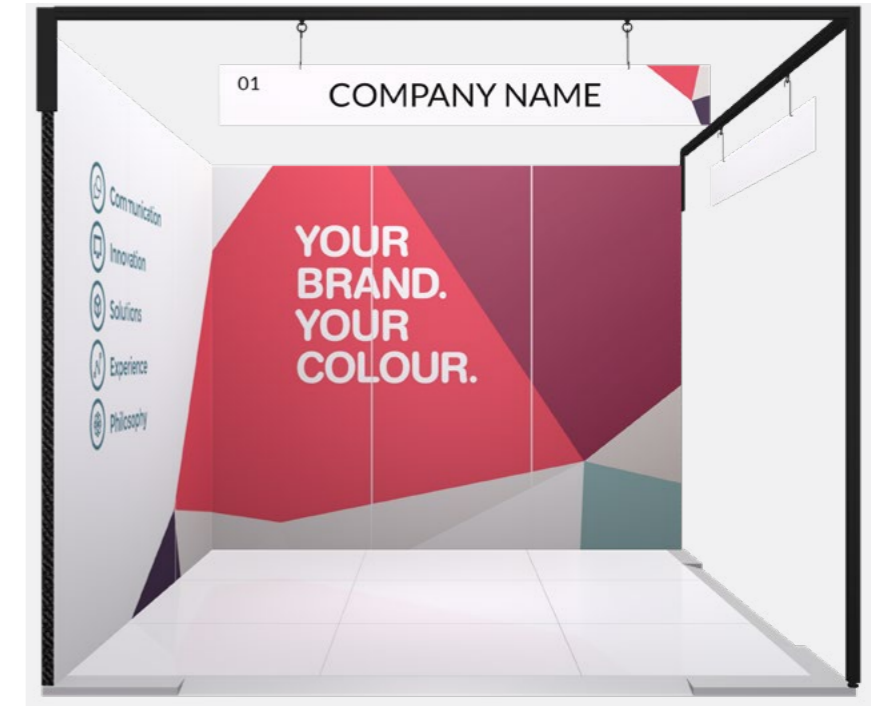 01
COMPANY NAME
Communication
Innovation
Solutions
Experience
Philosophy
YOUR
BRAND.
YOUR
COLOUR.